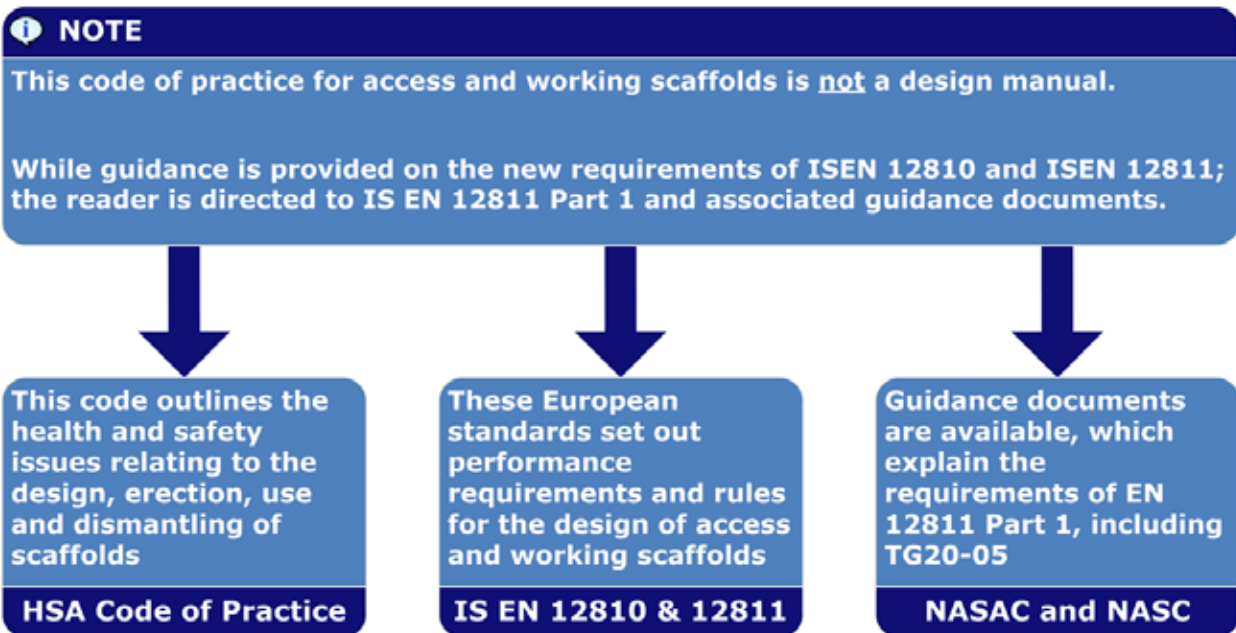 NOTE
This code of practice for access and working scaffolds is not a design manual.
While guidance is provided on the new requirements of ISEN 12810 and ISEN 12811;
the reader is directed to IS EN 12811 Part 1 and associated guidance documents.
This code outlines the
health and safety
issues relating to the
design, erection, use
and dismantling of
scaffolds
HSA Code of Practice
These European
standards set out
performance
requirements and rules
for the design of access
and working scaffolds
IS EN 12810 & 12811
Guidance documents
are available, which
explain the
requirements of EN
12811 Part 1, including
TG20-05
NASAC and NASC